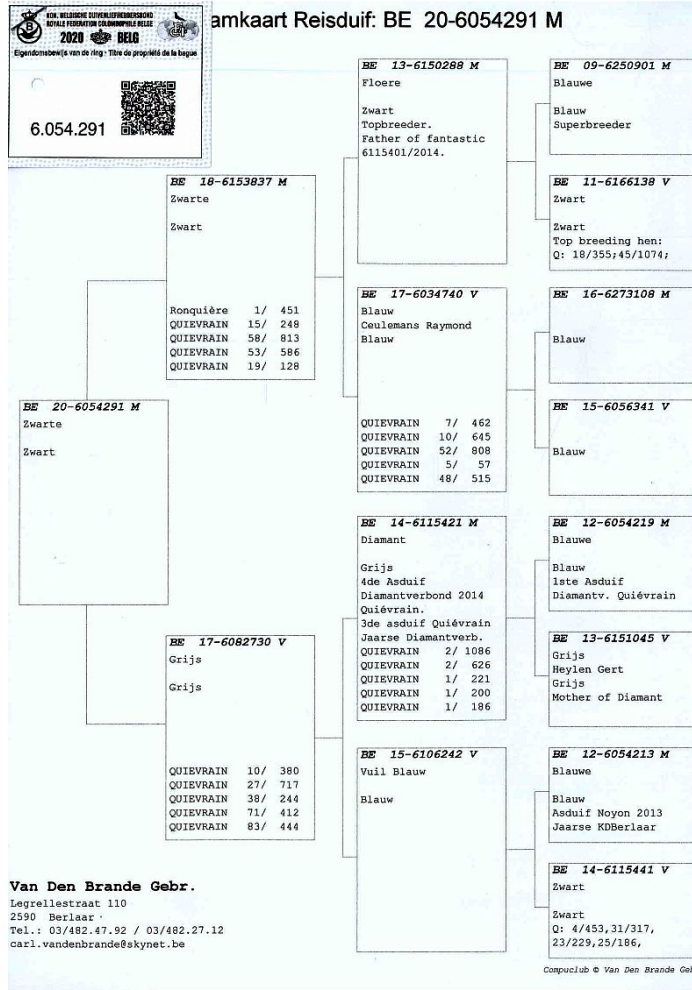 KON. BELGISCHE DUIVENLIEFHEBBERSBOND
ROYALE FEDERATION COLOMBOPHILE BELGE
2020 BELG
Eigendomsbewijs van de ring - Titre de propriété de la bague
6.054.291
amkaart Reisduif: BE 20-6054291 M
BE 20-6054291 M
Zwarte
Zwart
BE 18-6153837 M
Zwarte
Zwart
Ronquière 1/ 451
QUIEVRAIN 15/ 248
QUIEVRAIN 58/ 813
QUIEVRAIN 53/ 586
QUIEVRAIN 19/ 128
BE 17-6082730 V
Grijs
Grijs
QUIEVRAIN 10/ 380
QUIEVRAIN 27/ 717
QUIEVRAIN 38/ 244
QUIEVRAIN 71/ 412
QUIEVRAIN 83/ 444
BE 13-6150288 M
Floere
Zwart
Topbreeder.
Father of fantastic
6115401/2014.
BE 17-6034740 V
Blauw
Ceulemans Raymond
Blauw
QUIEVRAIN 7/ 462
QUIEVRAIN 10/ 645
QUIEVRAIN 52/ 808
QUIEVRAIN 5/ 57
QUIEVRAIN 48/ 515
BE 14-6115421 M
Diamant
Grijs
4de Asduif
Diamantverbond 2014
Quiévrain.
3de asduif Quiévrain
Jaarse Diamantverb.
QUIEVRAIN 2/ 1086
QUIEVRAIN 2/ 626
QUIEVRAIN 1/ 221
QUIEVRAIN 1/ 200
QUIEVRAIN 1/ 186
BE 15-6106242 V
Vuil Blauw
Blauw
BE 09-6250901 M
Blauwe
Blauw
Superbreeder
BE 11-6166138 V
Zwart
Zwart
Top breeding hen:
Q: 18/355;45/1074;
BE 16-6273108 M
Blauw
BE 15-6056341 V
Blauw
BE 12-6054219 M
Blauwe
Blauw
1ste Asduif
Diamantv. Quiévrain
BE 13-6151045 V
Grijs
Heylen Gert
Grijs
Mother of Diamant
BE 12-6054213 M
Blauwe
Blauw
Asduif Noyon 2013
Jaarse KDBerlaar
BE 14-6115441 V
Zwart
Zwart
Q: 4/453,31/317,
23/229,25/186,
Van Den Brande Gebr.
Legrellestraat 110
2590 Berlaar
Tel.: 03/482.47.92 / 03/482.27.12
carl.vandenbrande@skynet.be
Compuclub © Van Den Brande Geb